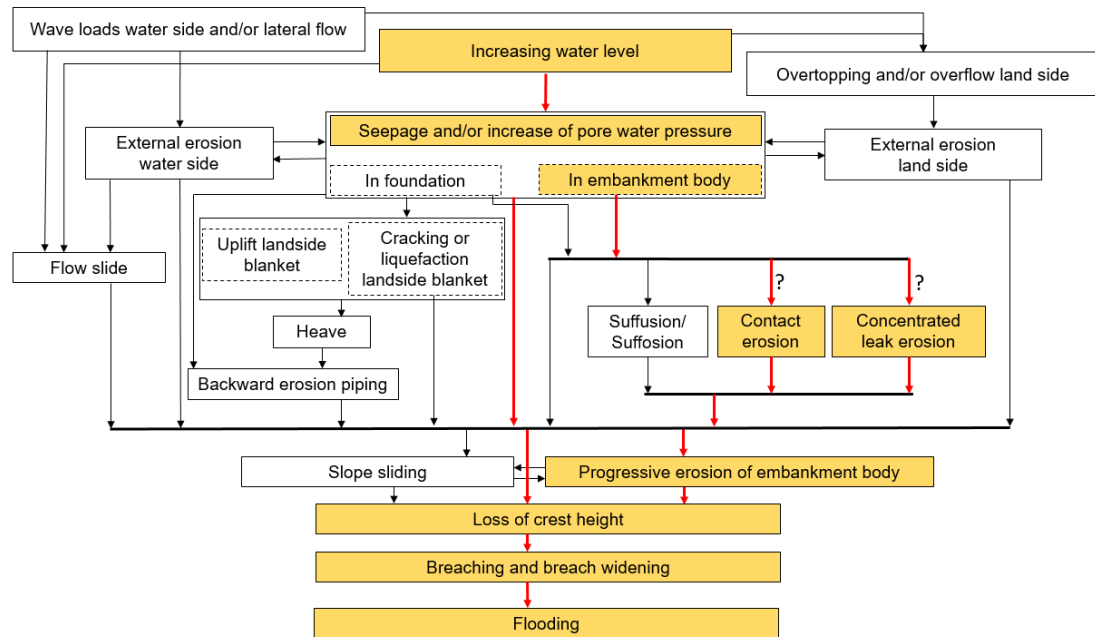 Wave loads water side and/or lateral flow
Increasing water level
Overtopping and/or overflow land side
Seepage and/or increase of pore water pressure
External erosion
water side
External erosion
land side
In foundation
In embankment body
Uplift landside
blanket
Cracking or
liquefaction
landside blanket
Flow slide
?
?
Suffusion/
Suffosion
Contact
erosion
Concentrated
leak erosion
Heave
Backward erosion piping
Slope sliding
Progressive erosion of embankment body
Loss of crest height
Breaching and breach widening
Flooding